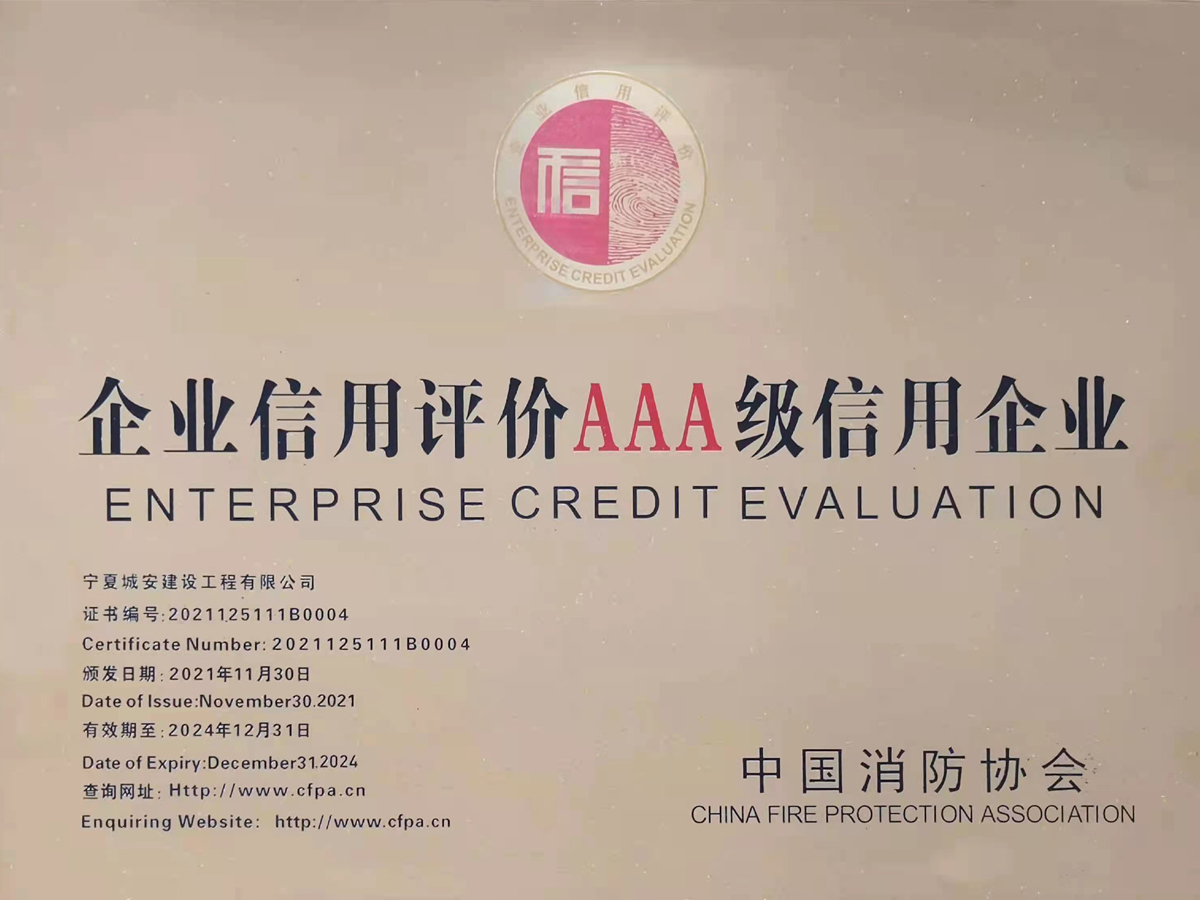 企业信用评价
信
ENTERPRISE CREDIT EVALUATION
企业信用评价AAA级信用企业
ENTERPRISE CREDIT EVALUATION
宁夏城安建设工程有限公司
证书编号:2021125111B0004
Certificate Number: 2021125111B0004
颁发日期:2021年11月30日
Date of Issue:November30.2021
有效期至:2024年12月31日
Date of Expiry:December31.2024
查询网址: Http://www.cfpa.cn
Enquiring Website: http://www.cfpa.cn
中国消防协会
CHINA FIRE PROTECTION ASSOCIATION